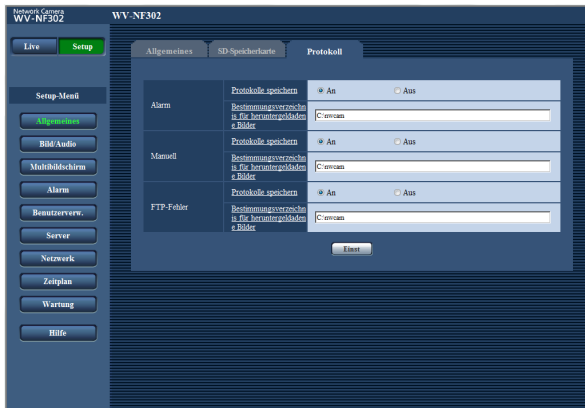 Network Camera
WV-NF302
WV-NF302
Live
Setup
Setup-Menü
Allgemeines
Bild/Audio
Multibildschirm
Alarm
Benutzerverw.
Server
Netzwerk
Zeitplan
Wartung
Hilfe
Allgemeines
SD-Speicherkarte
Protokoll
Alarm
Protokolle speichern
An
Aus
Bestimmungsverzeichn
is für heruntergeladen
e Bilder
C:\nwcam
Manuell
Protokolle speichern
An
Aus
Bestimmungsverzeichn
is für heruntergeladen
e Bilder
C:\nwcam
FTP-Fehler
Protokolle speichern
An
Aus
Bestimmungsverzeichn
is für heruntergeladen
e Bilder
C:\nwcam
Einst